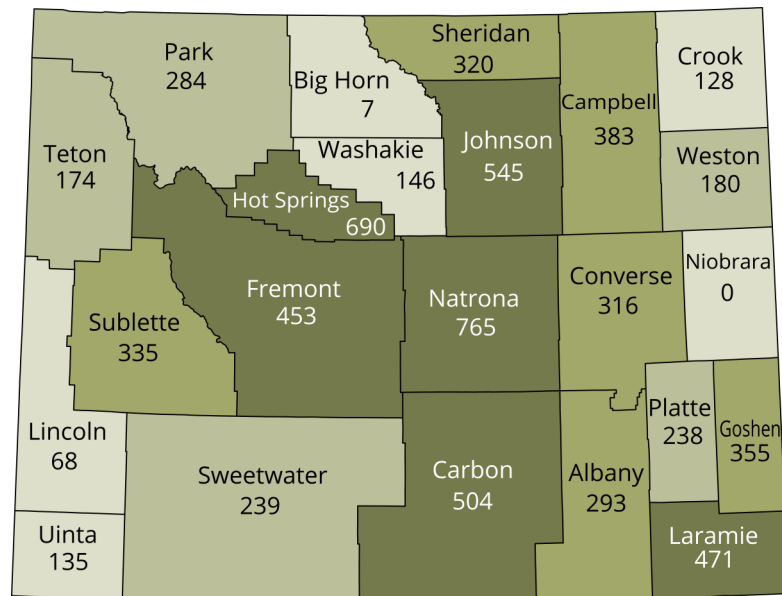 Park
284
Sheridan
320
Big Horn
7
Crook
128
Campbell
383
Teton
174
Washakie
146
Johnson
545
Weston
180
Hot Springs
690
Fremont
453
Natrona
765
Converse
316
Niobrara
0
Sublette
335
Lincoln
68
Sweetwater
239
Carbon
504
Albany
293
Platte
238
Goshen
355
Uinta
135
Laramie
471